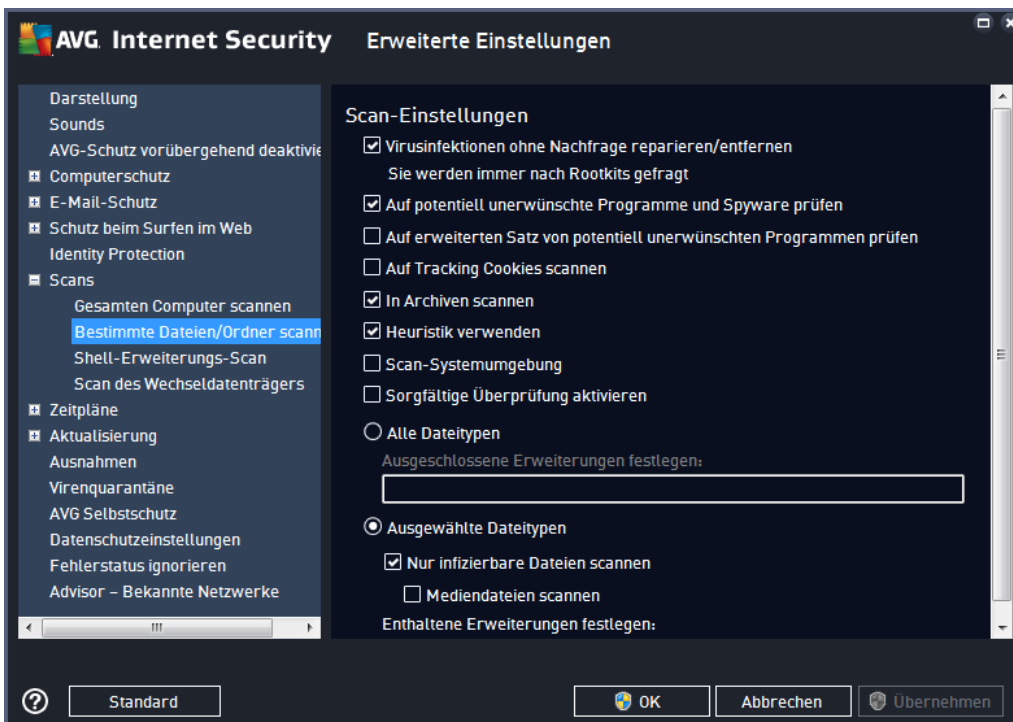 AVG. Internet Security
Erweiterte Einstellungen
Darstellung
Sounds
AVG-Schutz vorübergehend deaktivie
Computerschutz
E-Mail-Schutz
Schutz beim Surfen im Web
Identity Protection
Scans
Gesamten Computer scannen
Bestimmte Dateien/Ordner scann
Shell-Erweiterungs-Scan
Scan des Wechseldatenträgers
Zeitpläne
Aktualisierung
Ausnahmen
Virenquarantäne
AVG Selbstschutz
Datenschutzeinstellungen
Fehlerstatus ignorieren
Advisor – Bekannte Netzwerke
Scan-Einstellungen
Virusinfektionen ohne Nachfrage reparieren/entfernen
Sie werden immer nach Rootkits gefragt
Auf potentiell unerwünschte Programme und Spyware prüfen
Auf erweiterten Satz von potentiell unerwünschten Programmen prüfen
Auf Tracking Cookies scannen
In Archiven scannen
Heuristik verwenden
Scan-Systemumgebung
Sorgfältige Überprüfung aktivieren
Alle Dateitypen
Ausgeschlossene Erweiterungen festlegen:
Ausgewählte Dateitypen
Nur infizierbare Dateien scannen
Mediendateien scannen
Enthaltene Erweiterungen festlegen:
? Standard
OK
Abbrechen
Übernehmen